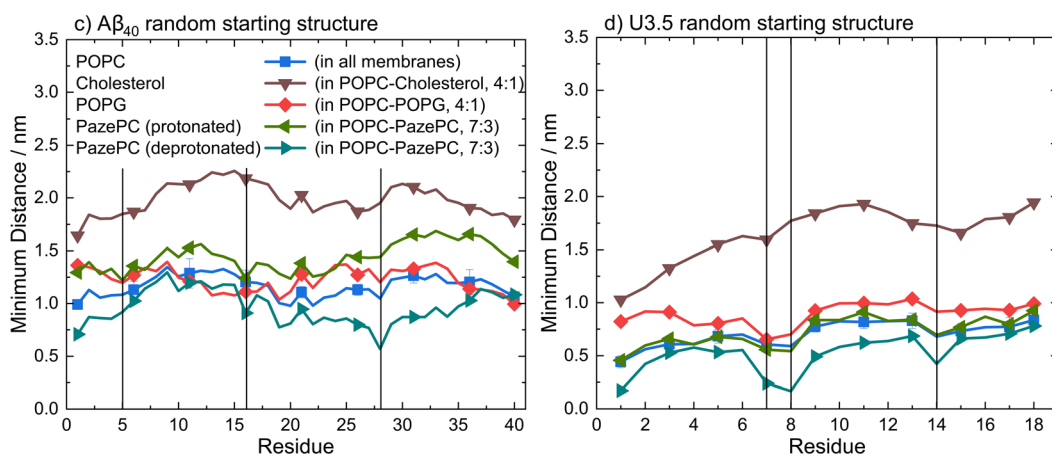 c) Aβ40 random starting structure
3.5
3.0
2.5
2.0
1.5
1.0
0.5
0.0
Minimum Distance / nm
POPC (in all membranes)
Cholesterol (in POPC-Cholesterol, 4:1)
POPG (in POPC-POPG, 4:1)
PazePC (protonated) (in POPC-PazePC, 7:3)
PazePC (deprotonated) (in POPC-PazePC, 7:3)
0 5 10 15 20 25 30 35 40
Residue
d) U3.5 random starting structure
3.5
3.0
2.5
2.0
1.5
1.0
0.5
0.0
Minimum Distance / nm
0 2 4 6 8 10 12 14 16 18
Residue